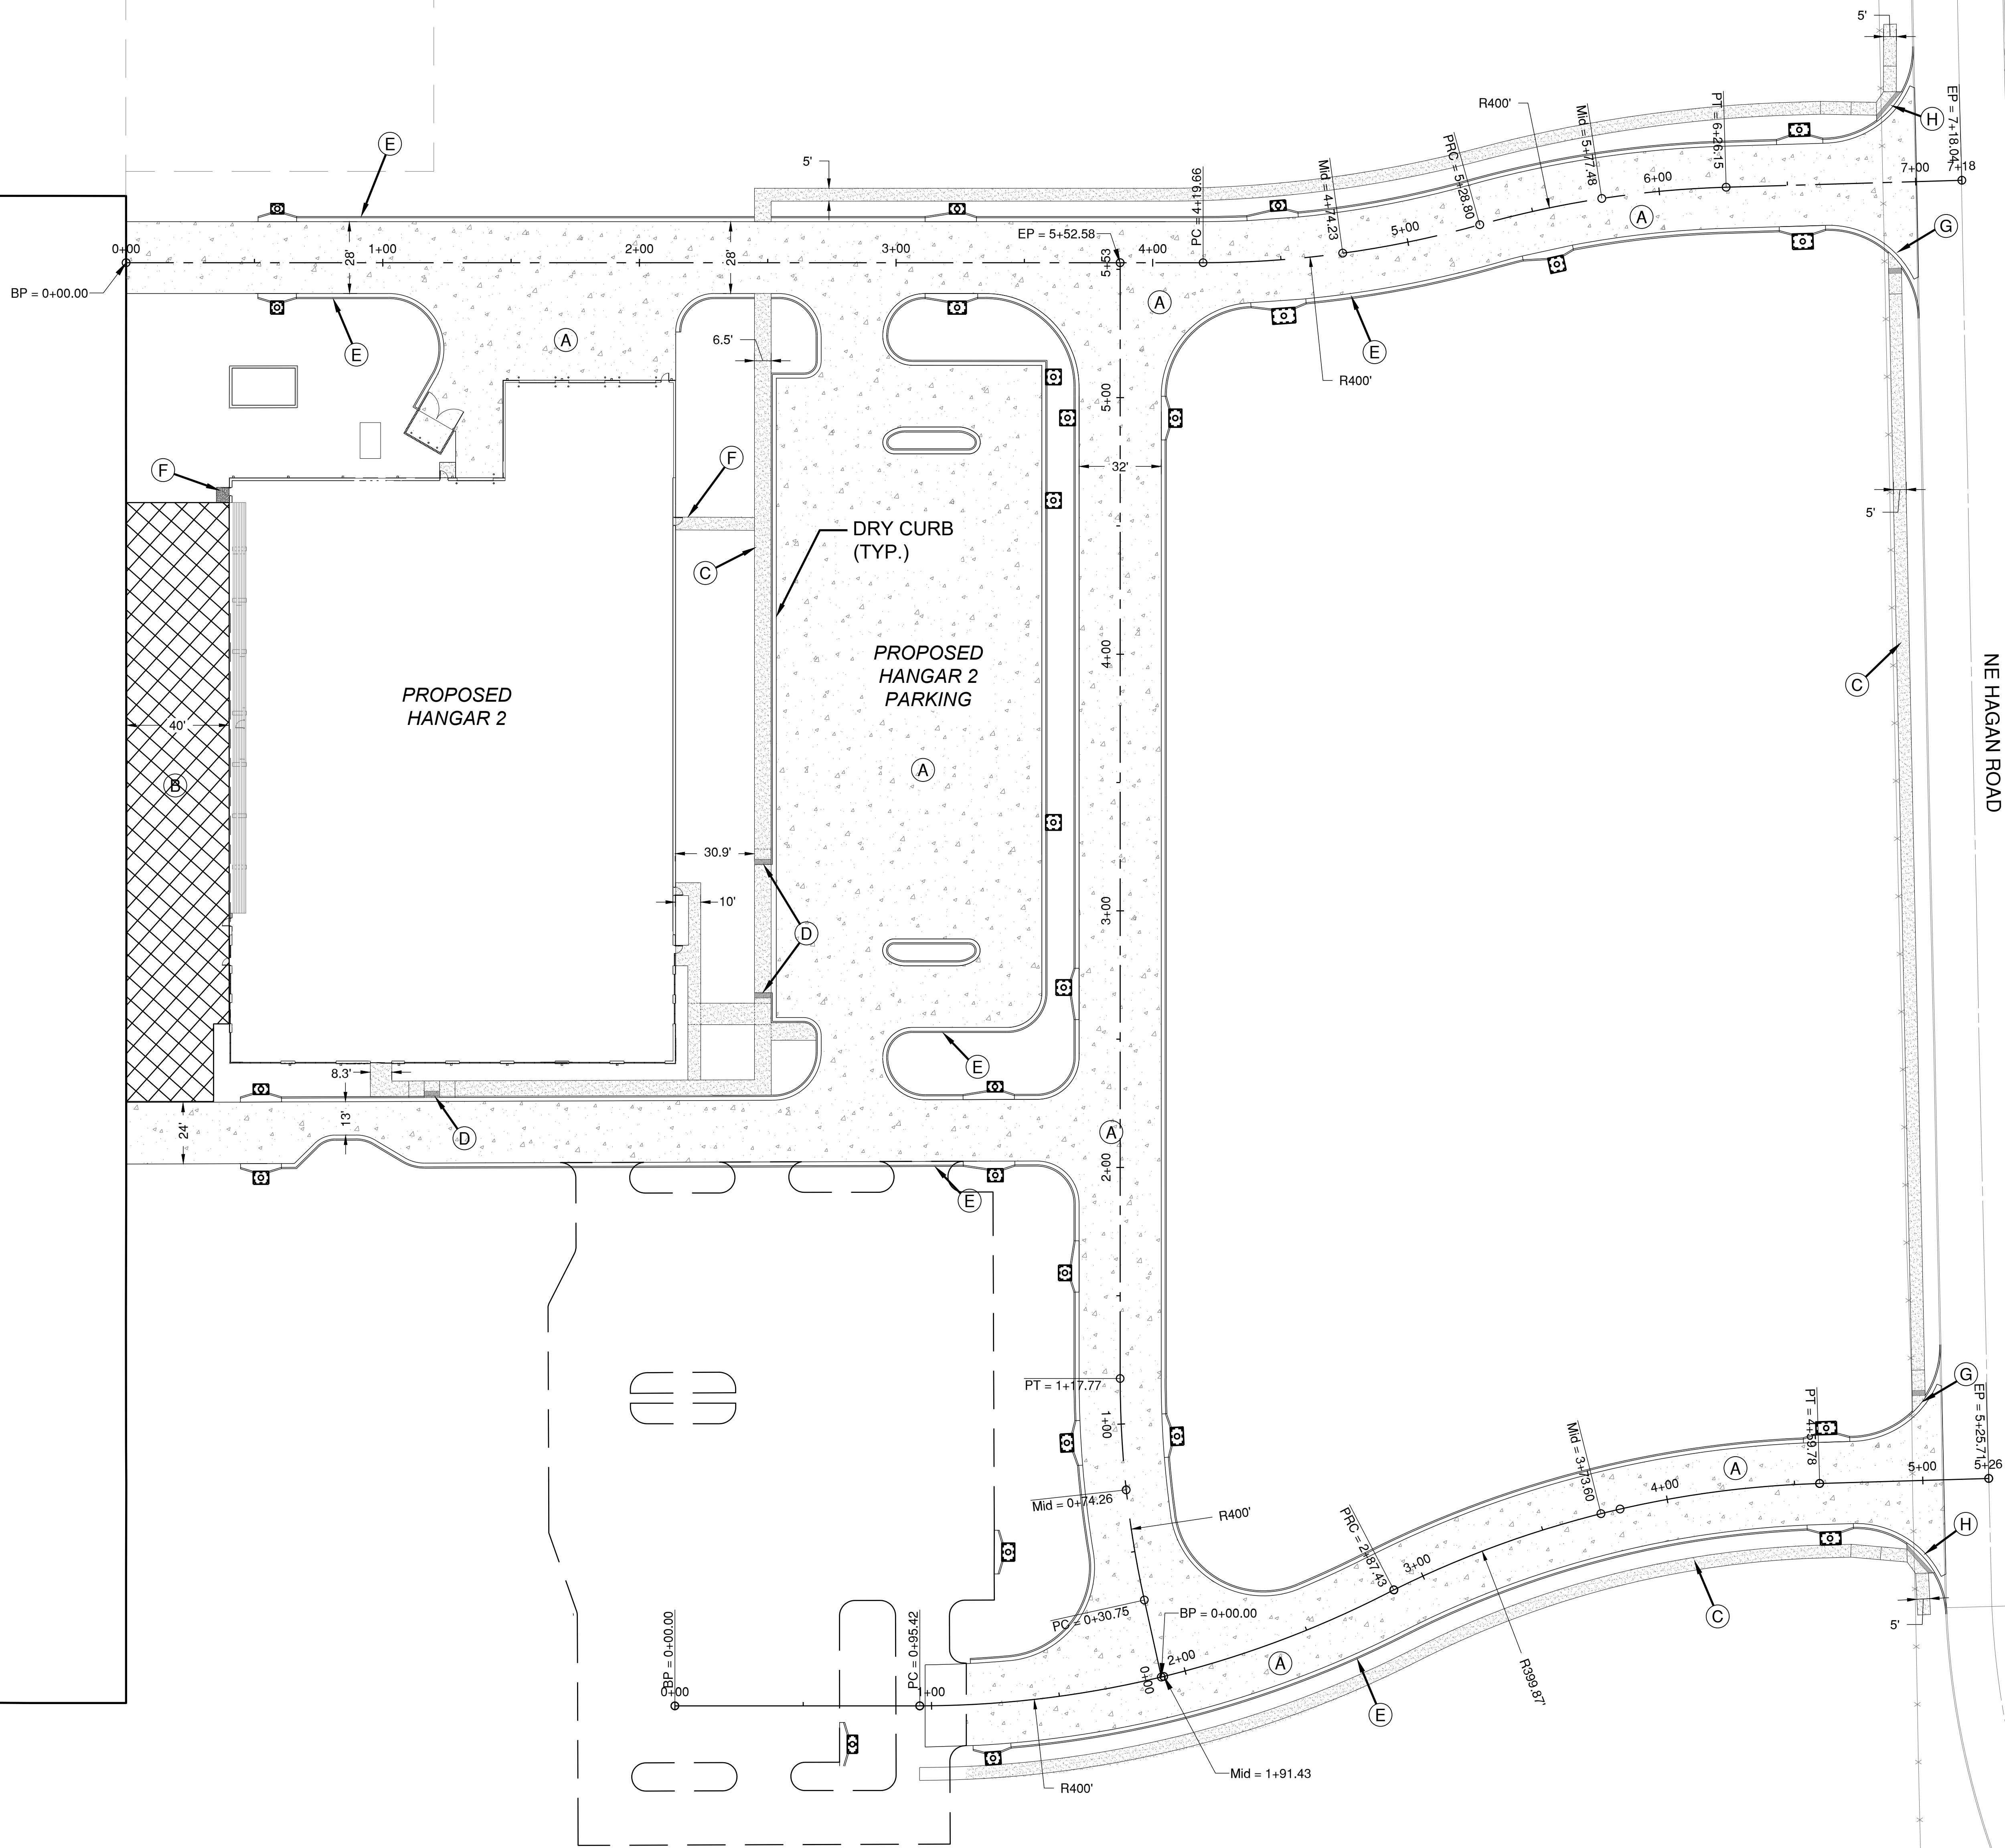 5'
EP = 7+18.04
H
R400'
Mid = 5+77.48
PT = 6+26.15
E
PRC = 5+28.80
5'
Mid = 4+74.23
PC = 4+19.66
7+00
7+18
6+00
A
G
5+00
EP = 5+52.58
5+53
0+00
1+00
2+00
3+00
4+00
28'
28'
BP = 0+00.00
A
E
A
6.5'
E
R400'
5+00
F
F
32'
5'
DRY CURB
(TYP.)
C
4+00
PROPOSED
HANGAR 2
PARKING
PROPOSED
HANGAR 2
C
NE HAGAN ROAD
40'
A
B
30.9'
10'
3+00
D
E
8.3'
13'
24'
D
A
2+00
E
PT = 1+17.77
1+00
G
EP = 5+25.71
PT = 4+59.78
Mid = 3+73.60
A
5+00
5+26
4+00
Mid = 0+74.26
R400'
PRC = 2+87.43
H
3+00
PC = 0+30.75
BP = 0+00.00
C
5'
2+00
0+00
A
R399.87'
BP = 0+00.00
0+00
PC = 0+95.42
1+00
E
Mid = 1+91.43
R400'